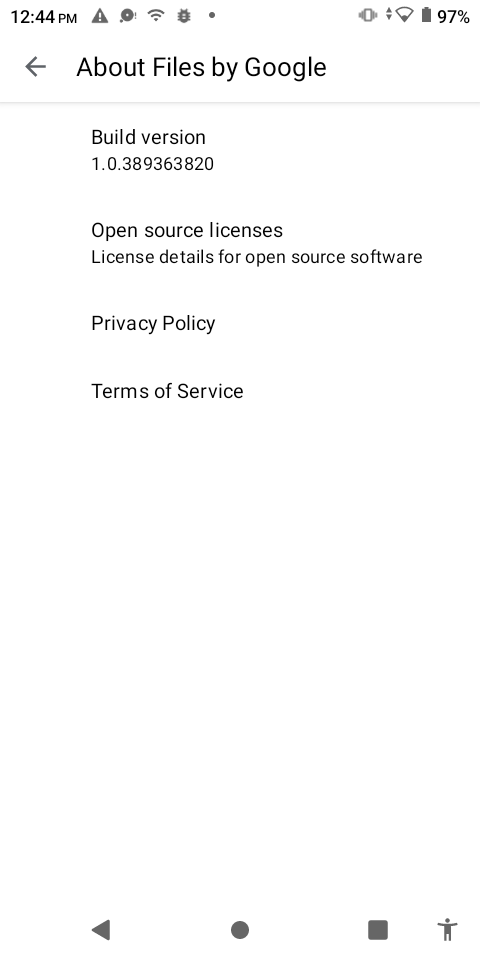 12:44 PM
97%
About Files by Google
Build version
1.0.389363820
Open source licenses
License details for open source software
Privacy Policy
Terms of Service